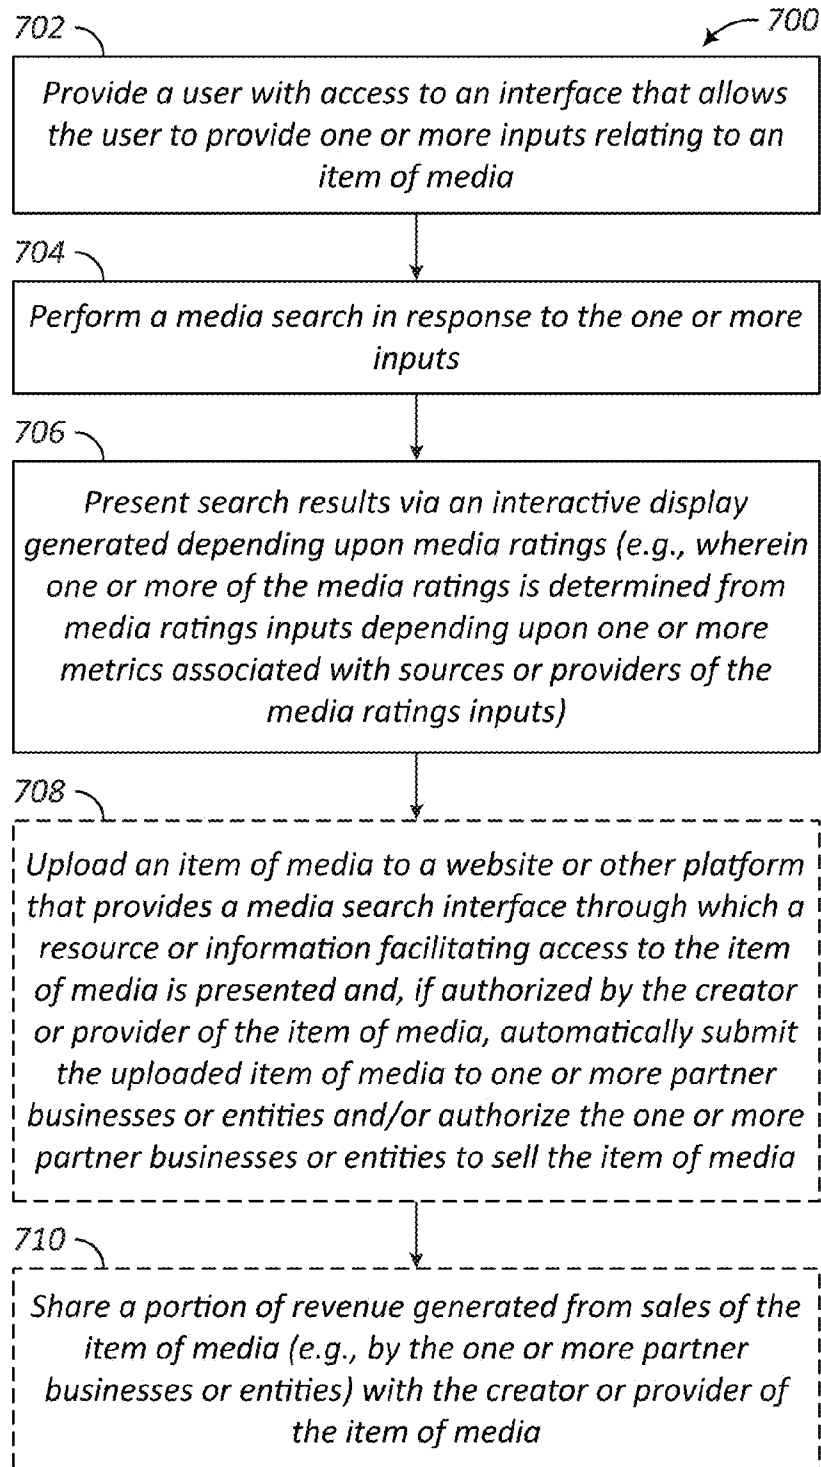 702
700
Provide a user with access to an interface that allows
the user to provide one or more inputs relating to an
item of media
704
Perform a media search in response to the one or more
inputs
706
Present search results via an interactive display
generated depending upon media ratings (e.g., wherein
one or more of the media ratings is determined from
media ratings inputs depending upon one or more
metrics associated with sources or providers of the
media ratings inputs)
708
Upload an item of media to a website or other platform
that provides a media search interface through which a
resource or information facilitating access to the item
of media is presented and, if authorized by the creator
or provider of the item of media, automatically submit
the uploaded item of media to one or more partner
businesses or entities and/or authorize the one or more
partner businesses or entities to sell the item of media
710
Share a portion of revenue generated from sales of the
item of media (e.g., by the one or more partner
businesses or entities) with the creator or provider of
the item of media